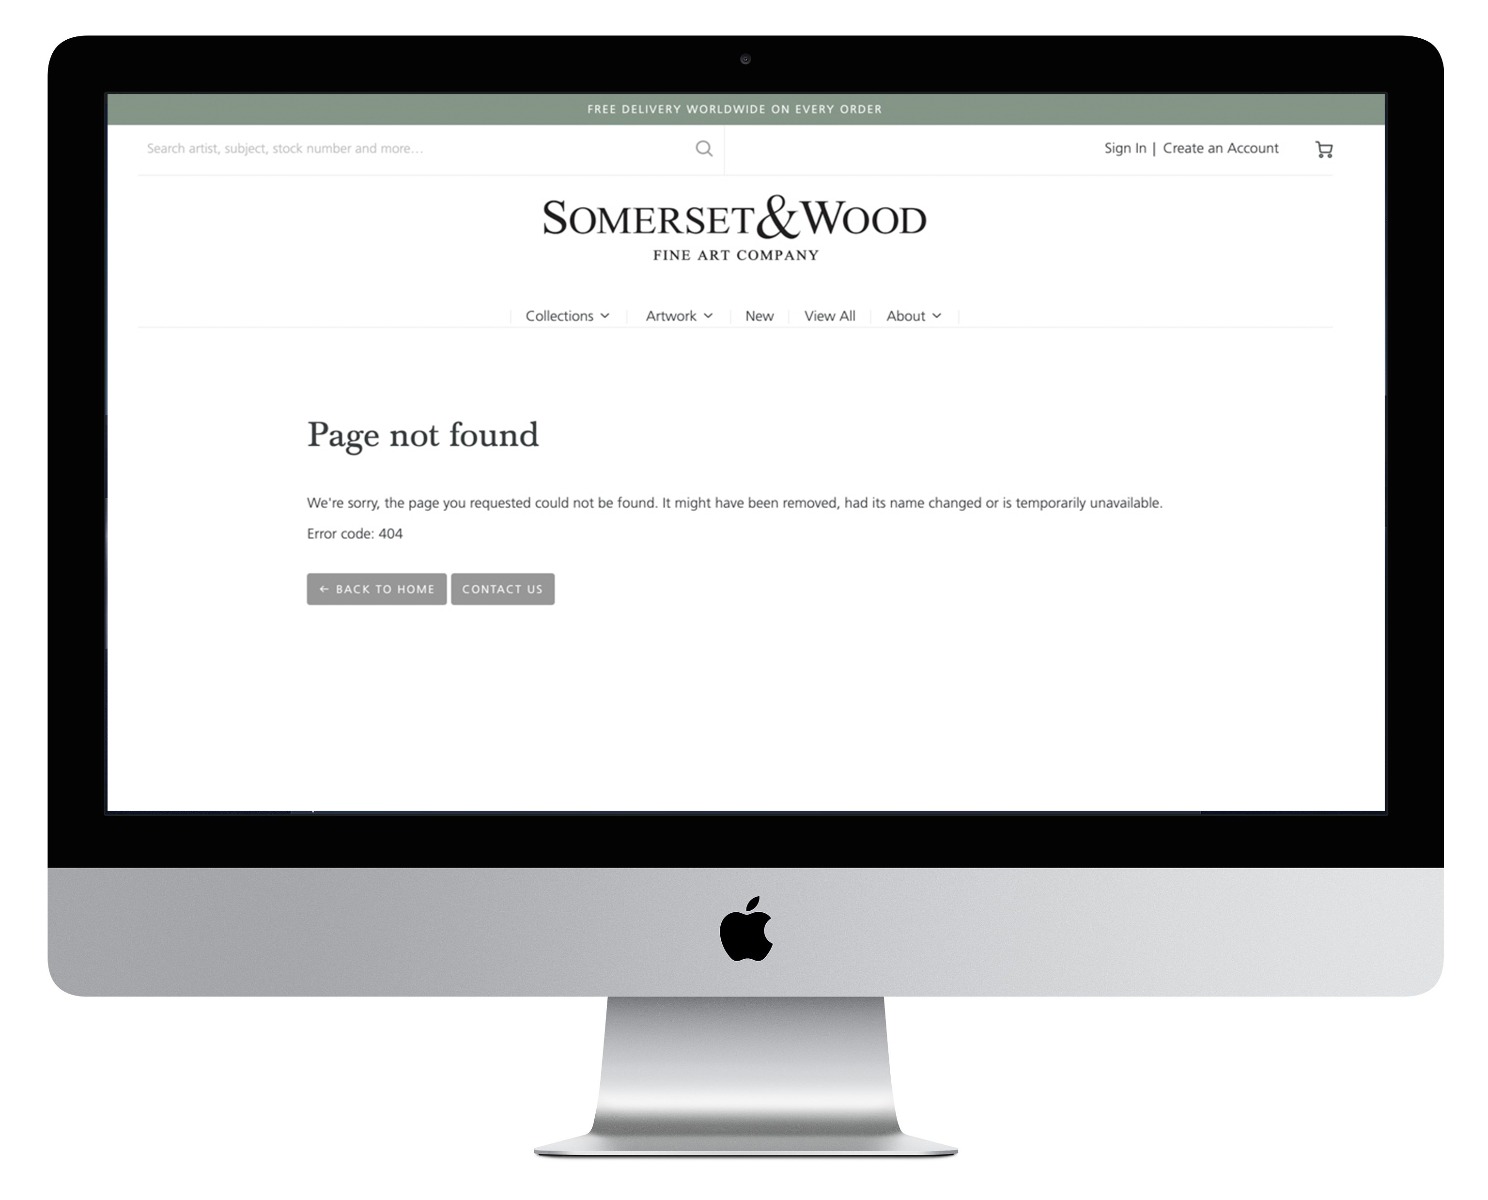 FREE DELIVERY WORLDWIDE ON EVERY ORDER
Search artist, subject, stock number and more...
Sign In | Create an Account
SOMERSET&WOOD
FINE ART COMPANY
Collections
Artwork
New
View All
About
Page not found
We're sorry, the page you requested could not be found. It might have been removed, had its name changed or is temporarily unavailable.
Error code: 404
← BACK TO HOME
CONTACT US